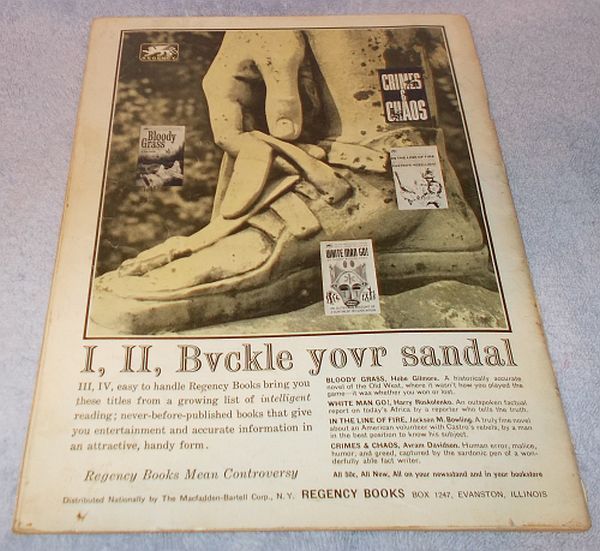 REGENCY
CRIMES
&
CHAOS
Bloody
Grass
IN THE LINE OF FIRE
WHITE MAN GO!
I, II, Bvckle yovr sandal
III, IV, easy to handle Regency Books bring you
these titles from a growing list of intelligent
reading; never-before-published books that give
you entertainment and accurate information in
an attractive, handy form.
Regency Books Mean Controversy
BLOODY GRASS, Hobe Gilmore. A historically accurate
novel of the Old West, where it wasn't how you played the
game—it was whether you won or lost.
WHITE MAN GO!, Harry Roskolenko. An outspoken factual
report on today's Africa by a reporter who tells the truth.
IN THE LINE OF FIRE, Jackson M. Bowling. A truly fine novel
about an American volunteer with Castro's rebels, by a man
in the best position to know his subject.
CRIMES & CHAOS, Avram Davidson. Human error, malice,
humor, and greed, captured by the sardonic pen of a won-
derfully able fact writer.
All 50c, All New, All on your newsstand and in your bookstore
Distributed Nationally by The Macfadden-Bartell Corp., N. Y.
REGENCY BOOKS BOX 1247, EVANSTON, ILLINOIS